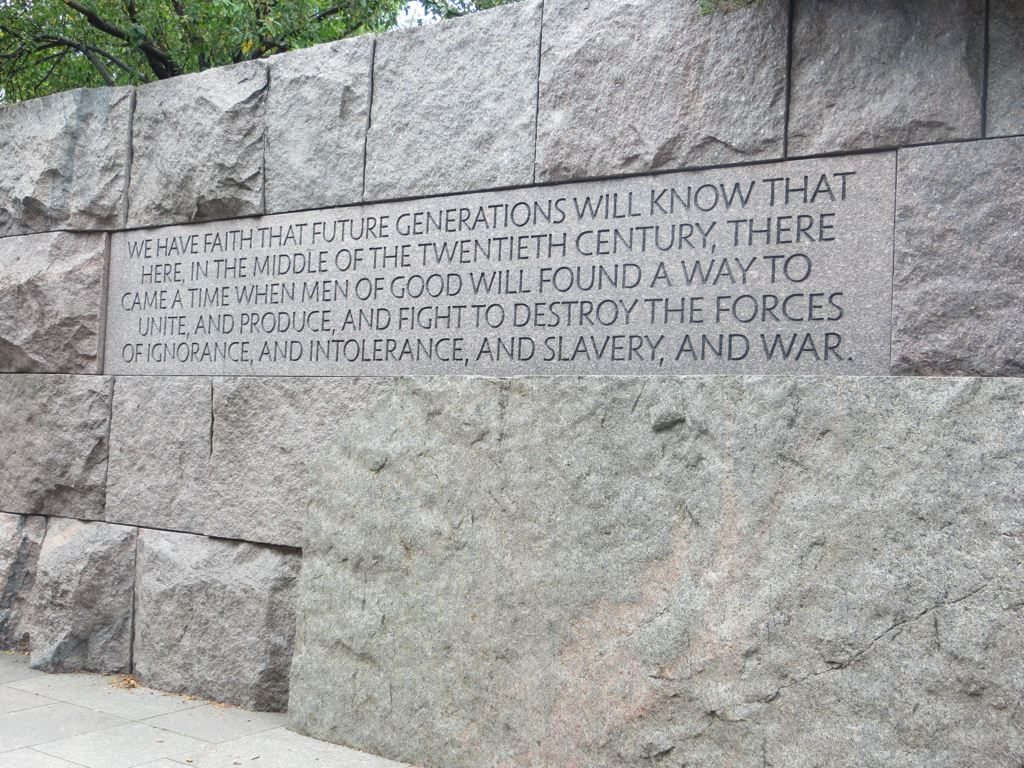 WE HAVE FAITH THAT FUTURE GENERATIONS WILL KNOW THAT
HERE, IN THE MIDDLE OF THE TWENTIETH CENTURY, THERE
CAME A TIME WHEN MEN OF GOOD WILL FOUND A WAY TO
UNITE, AND PRODUCE, AND FIGHT TO DESTROY THE FORCES
OF IGNORANCE, AND INTOLERANCE, AND SLAVERY, AND WAR.